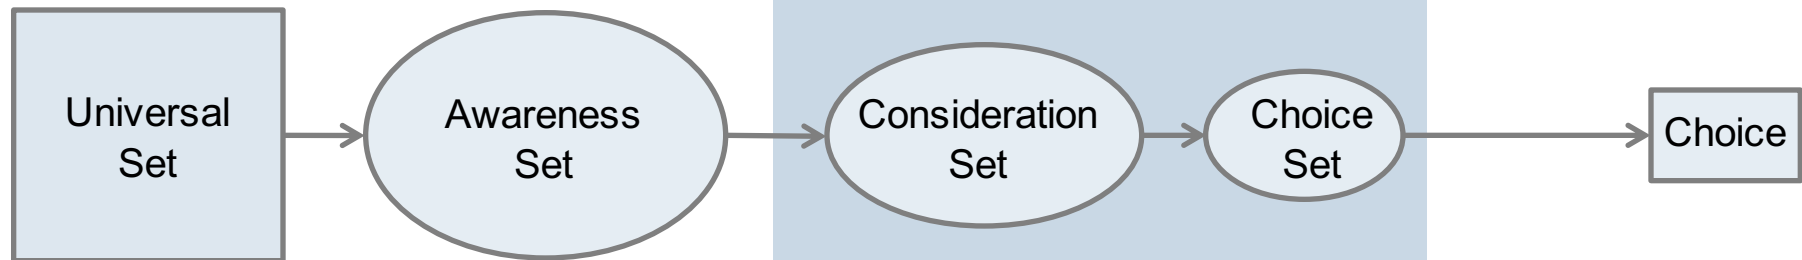 Universal
Set
Awareness
Set
Consideration
Set
Choice
Set
Choice